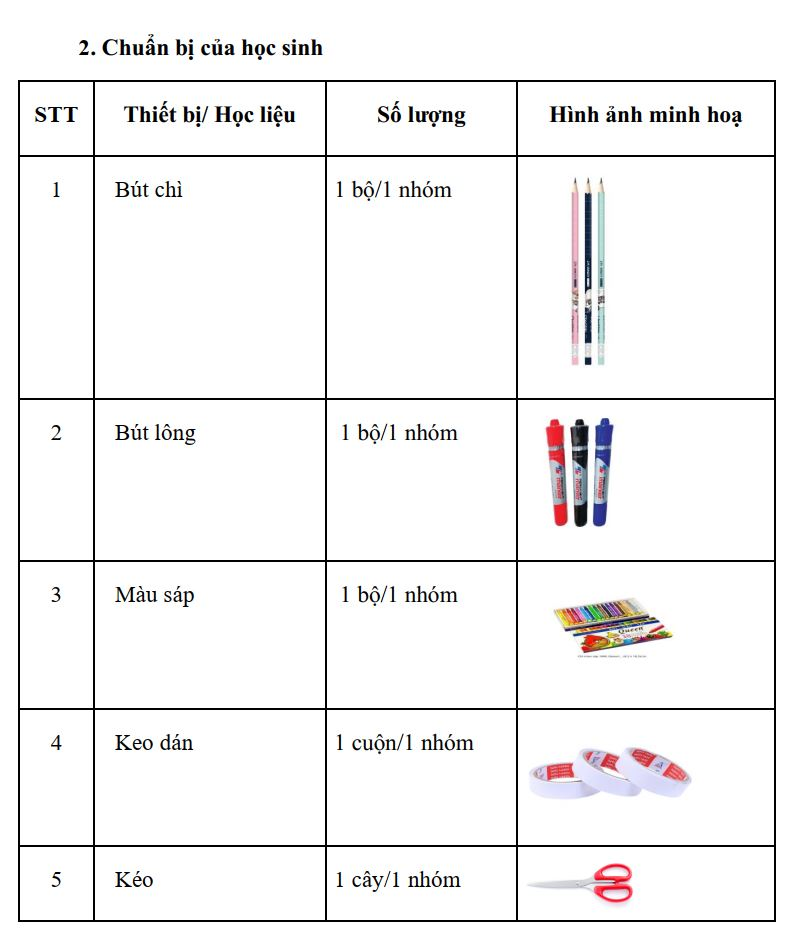 2. Chuẩn bị của học sinh
STT Thiết bị/ Học liệu Số lượng Hình ảnh minh hoạ
1 Bút chì 1 bộ/1 nhóm
2 Bút lông 1 bộ/1 nhóm
3 Màu sáp 1 bộ/1 nhóm
Queen
4 Keo dán 1 cuộn/1 nhóm
5 Kéo 1 cây/1 nhóm